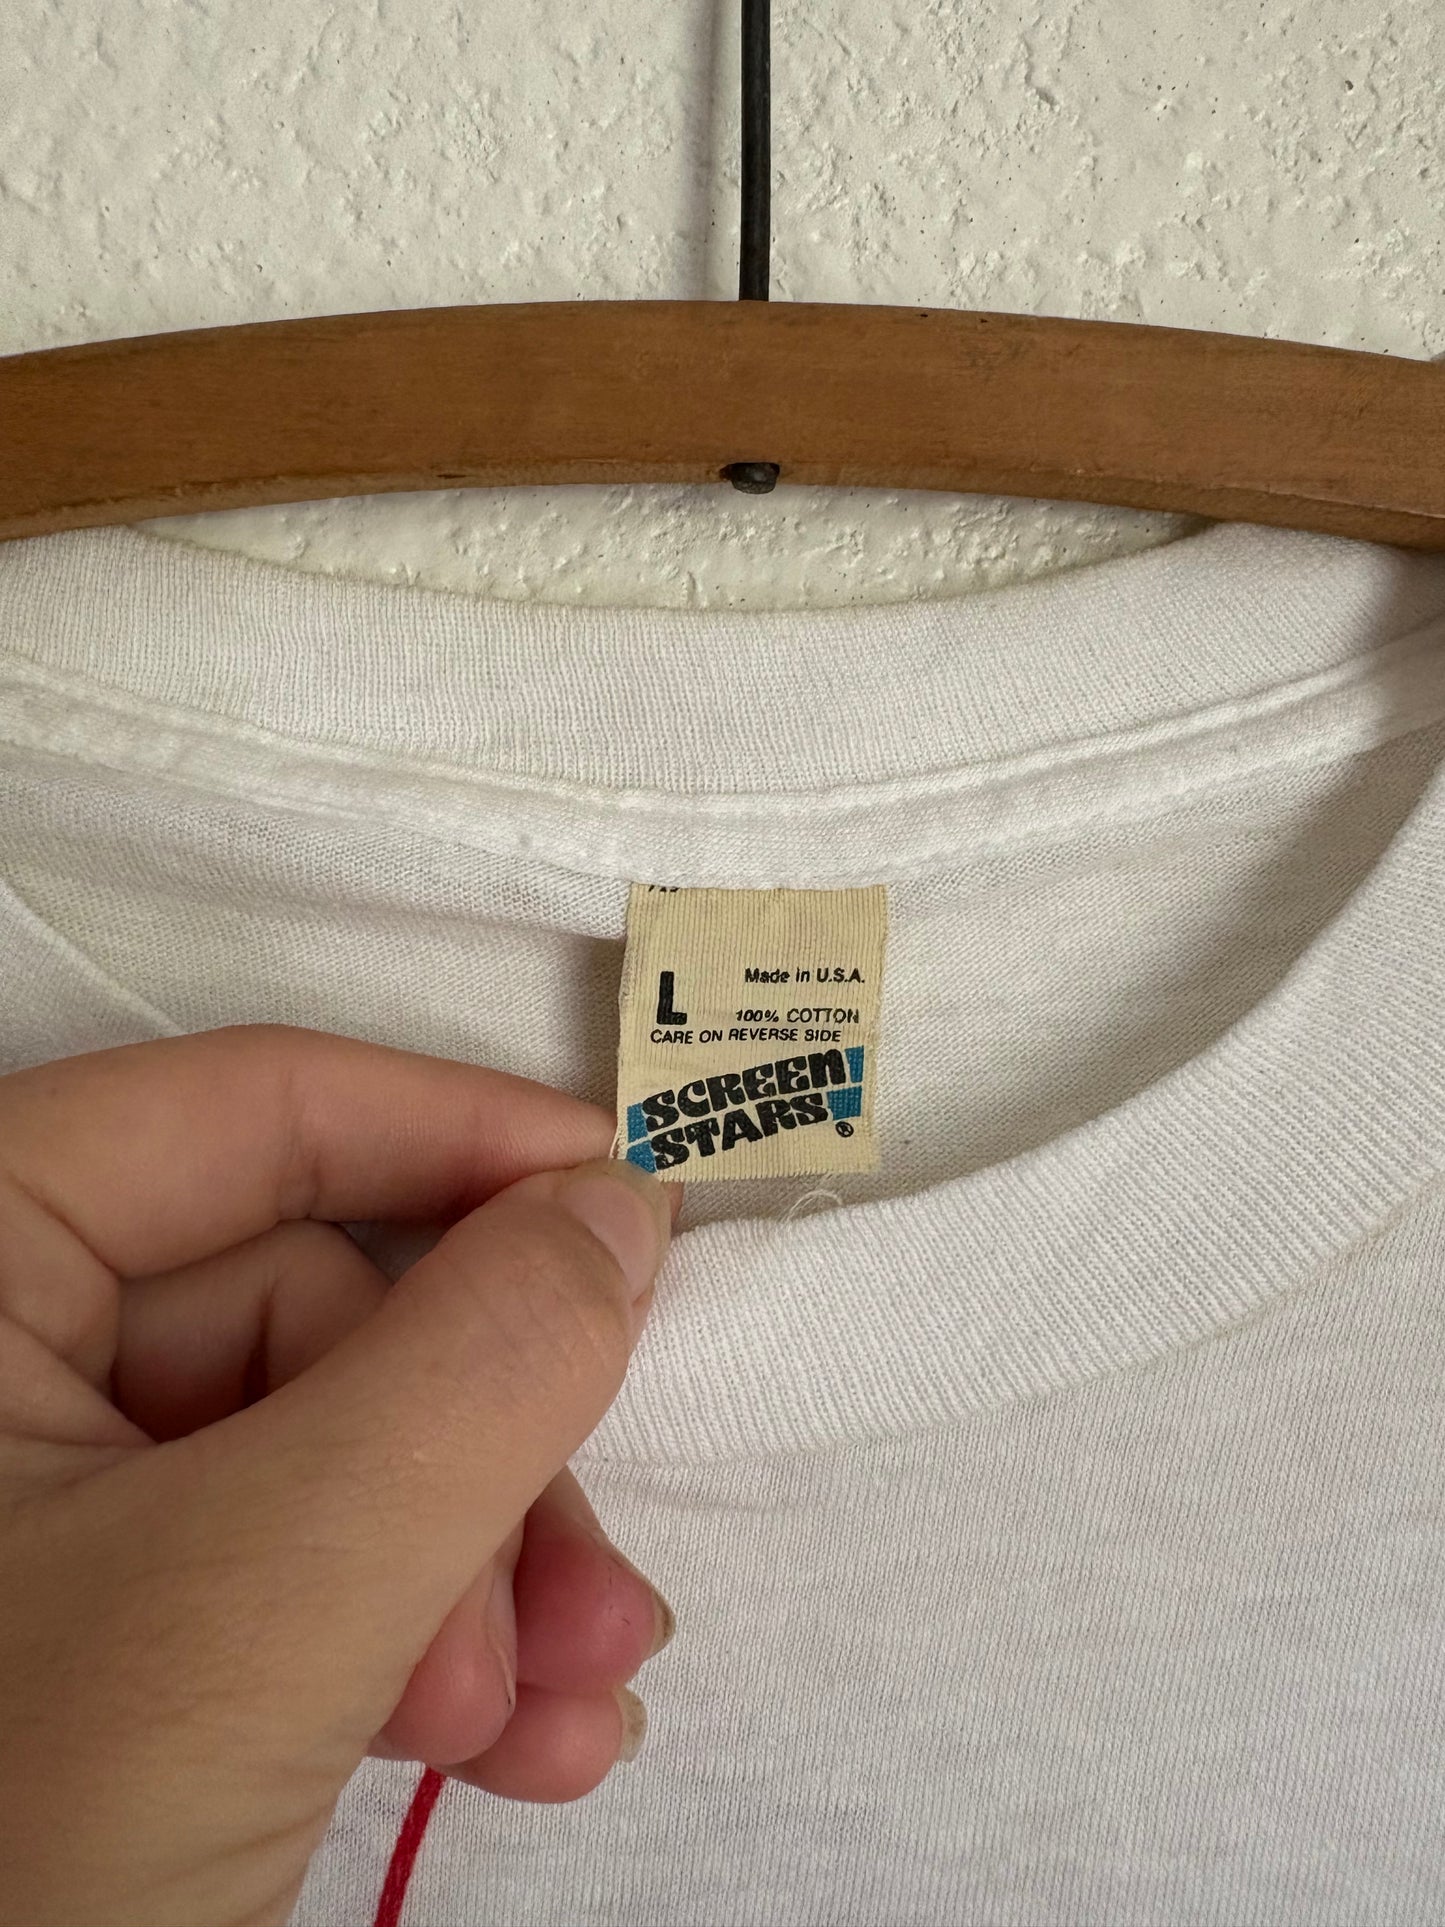 L
Made in U.S.A.
100% COTTON
CARE ON REVERSE SIDE
SCREEN
STARS®